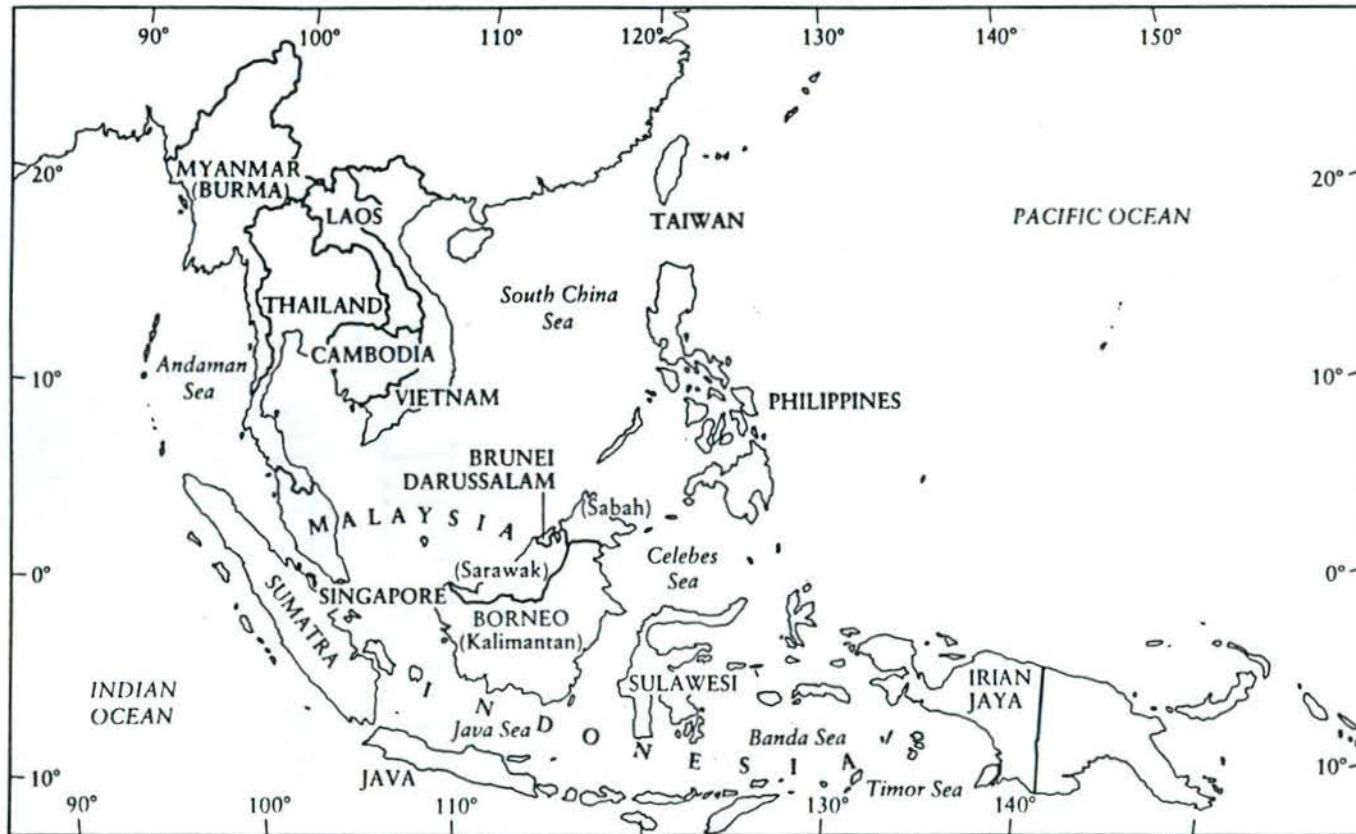 90° 100° 110° 120° 130° 140° 150°
MYANMAR
(BURMA)
20° 20°
LAOS
TAIWAN
PACIFIC OCEAN
South China
Sea
THAILAND
CAMBODIA
Andaman
Sea
10° 10°
VIETNAM
PHILIPPINES
BRUNEI
DARUSSALAM
(Sabah)
MALAYSIA
Celebes
Sea
(Sarawak)
0° 0°
SINGAPORE
SUMATRA
BORNEO
(Kalimantan)
SULAWESI
IRIAN
JAYA
INDIAN
OCEAN
INDONESIA
Java Sea
Banda Sea
JAVA
Timor Sea
10° 10°
90° 100° 110° 130° 140°